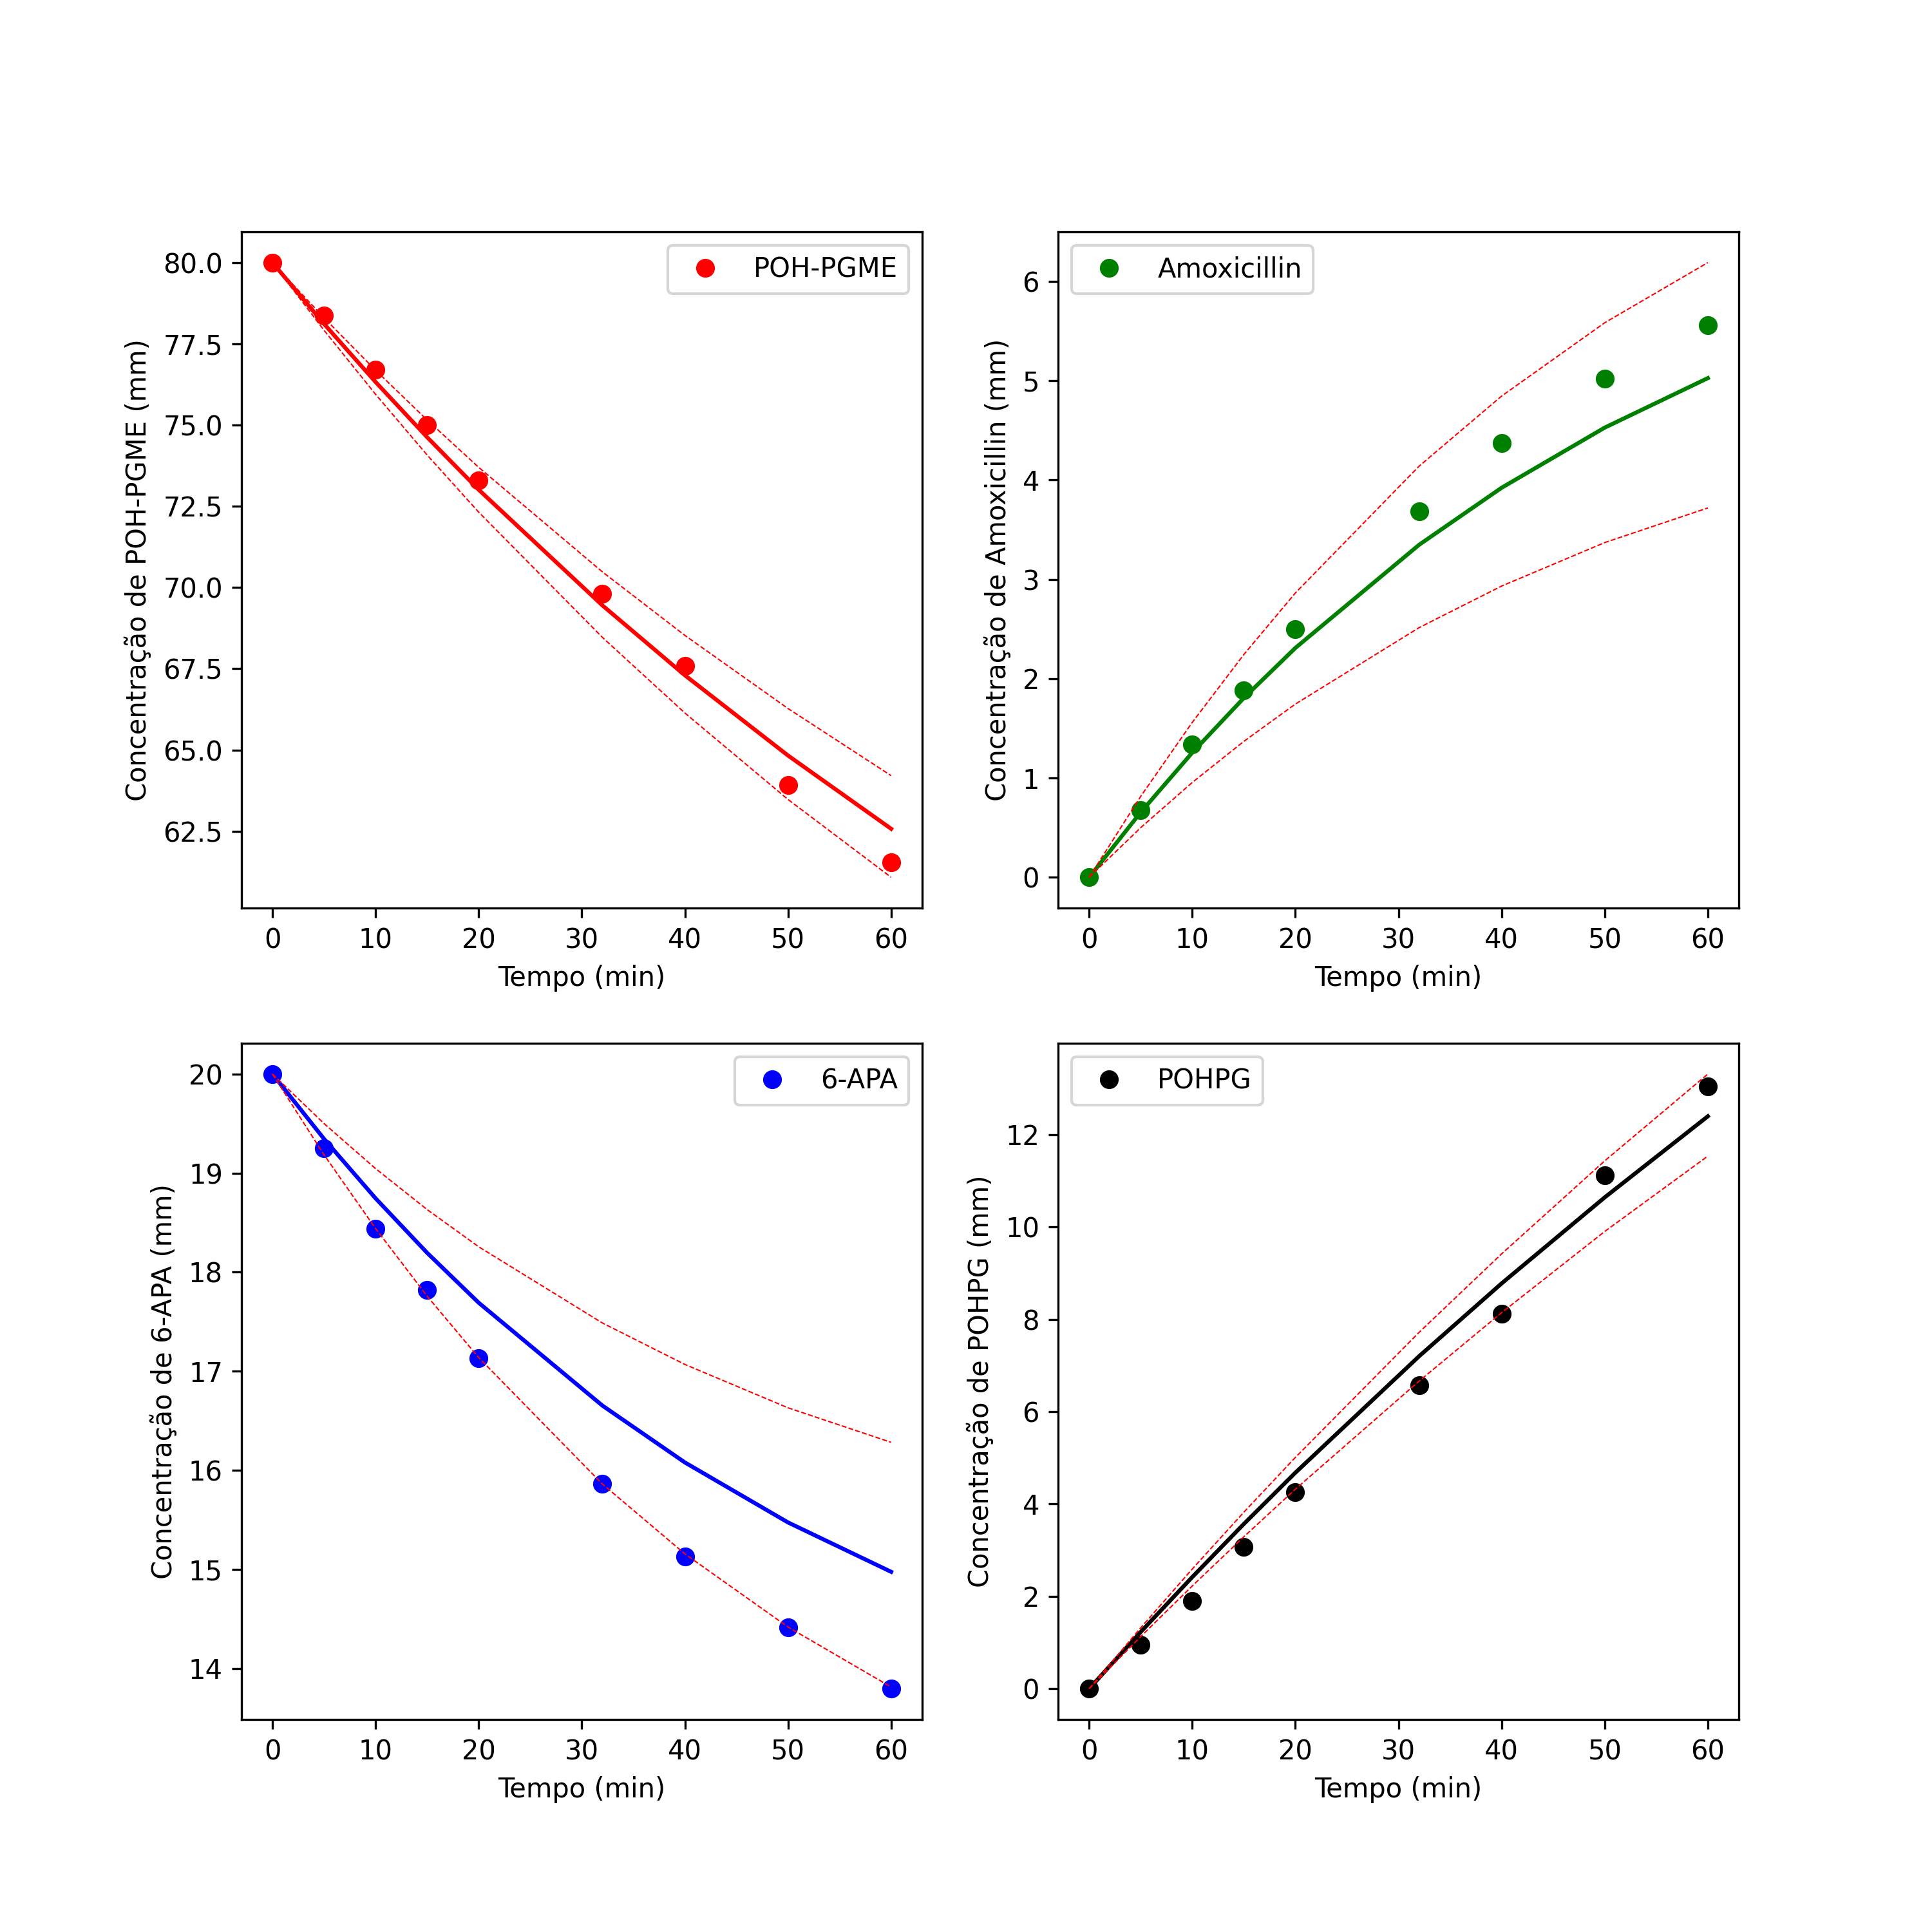 POH-PGME
Concentração de POH-PGME (mm)
80.0
77.5
75.0
72.5
70.0
67.5
65.0
62.5
0 10 20 30 40 50 60
Tempo (min)
Amoxicillin
Concentração de Amoxicillin (mm)
6
5
4
3
2
1
0
0 10 20 30 40 50 60
Tempo (min)
6-APA
Concentração de 6-APA (mm)
20
19
18
17
16
15
14
0 10 20 30 40 50 60
Tempo (min)
POHPG
Concentração de POHPG (mm)
12
10
8
6
4
2
0
0 10 20 30 40 50 60
Tempo (min)